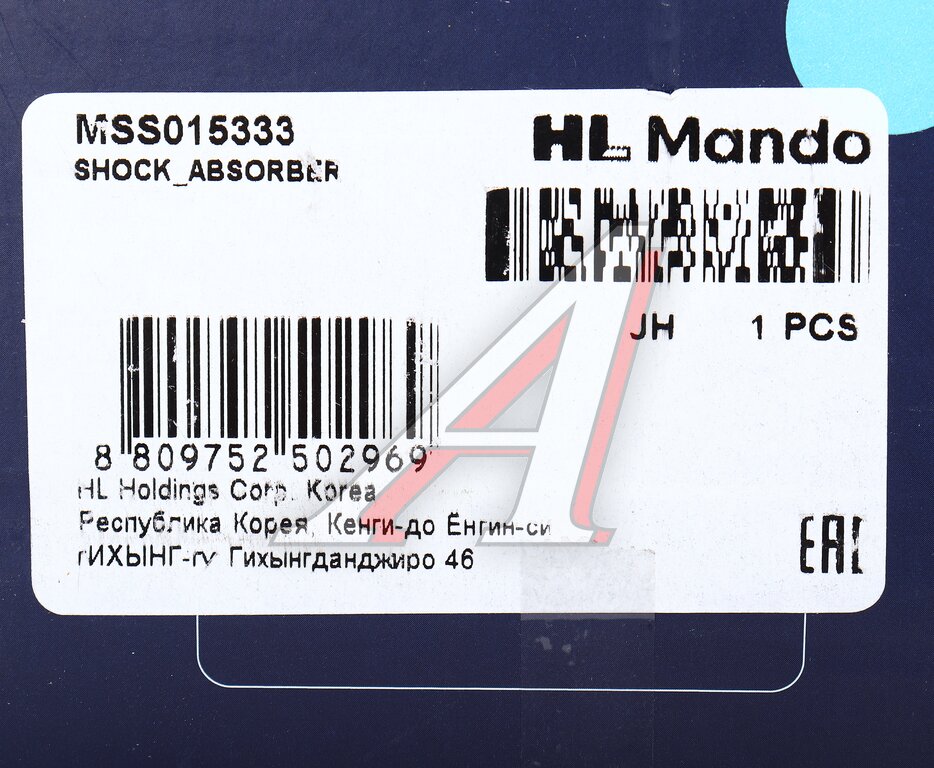 MSS015333
SHOCK_ABSORBER
HL Mando
JH 1 PCS
8 809752 502969
HL Holdings Corp. Korea
Республика Корея, Кенги-до Ёнгин-си
гИХЫНГ-гу Гихынгданджиро 46
EAC